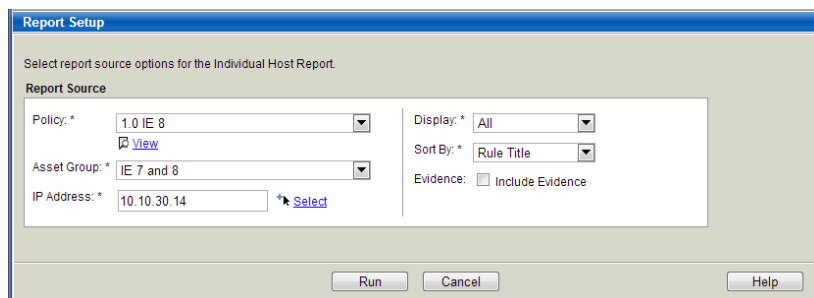 Report Setup
Select report source options for the Individual Host Report.
Report Source
Policy: * 1.0 IE 8
View
Asset Group: * IE 7 and 8
IP Address: * 10.10.30.14 Select
Display: * All
Sort By: * Rule Title
Evidence: Include Evidence
Run Cancel Help